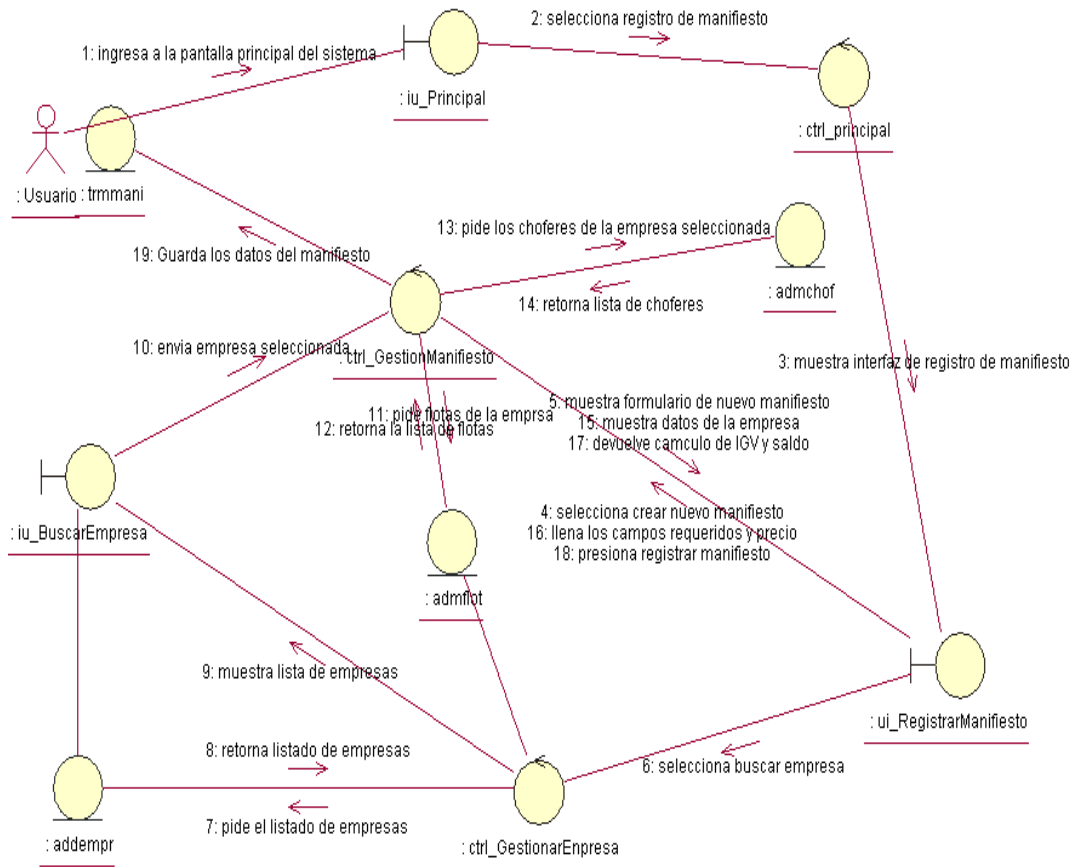 2: selecciona registro de manifiesto
1: ingresa a la pantalla principal del sistema
: iu_Principal
: ctrl_principal
: Usuario
: trmmani
13: pide los choferes de la empresa seleccionada
19: Guarda los datos del manifiesto
: admchof
14: retorna lista de choferes
10: envia empresa seleccionada
: ctrl_GestionManifiesto
3: muestra interfaz de registro de manifiesto
5: muestra formulario de nuevo manifiesto
11: pide flotas de la emprsa
15: muestra datos de la empresa
12: retorna la lista de flotas
17: devuelve camculo de IGV y saldo
4: selecciona crear nuevo manifiesto
: iu_BuscarEmpresa
16: llena los campos requeridos y precio
18: presiona registrar manifiesto
: admflot
9: muestra lista de empresas
: ui_RegistrarManifiesto
8: retorna listado de empresas
6: selecciona buscar empresa
7: pide el listado de empresas
: addempr
: ctrl_GestionarEnpresa